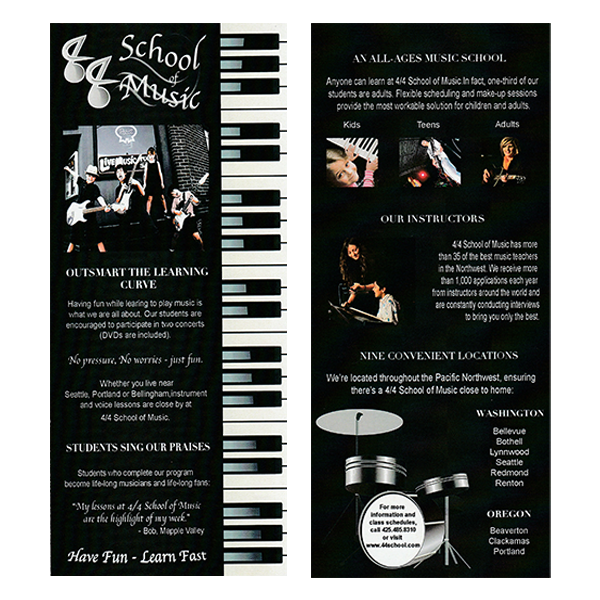 44 School
of
Music
LIVE MUSIC
OUTSMART THE LEARNING
CURVE
Having fun while learing to play music is
what we are all about. Our students are
encouraged to participate in two concerts
(DVDs are included).
No pressure, No worries - just fun.
Whether you live near
Seattle, Portland or Bellingham,instrument
and voice lessons are close by at
4/4 School of Music.
STUDENTS SING OUR PRAISES
Students who complete our program
become life-long musicians and life-long fans:
"My lessons at 4/4 School of Music
are the highlight of my week."
- Bob, Mapple Valley
Have Fun - Learn Fast
AN ALL-AGES MUSIC SCHOOL
Anyone can learn at 4/4 School of Music.In fact, one-third of our
students are adults. Flexible scheduling and make-up sessions
provide the most workable solution for children and adults.
Kids Teens Adults
OUR INSTRUCTORS
4/4 School of Music has more
than 35 of the best music teachers
in the Northwest. We receive more
than 1,000 applications each year
from instructors around the world and
are constantly conducting interviews
to bring you only the best.
NINE CONVENIENT LOCATIONS
We're located throughout the Pacific Northwest, ensuring
there's a 4/4 School of Music close to home:
WASHINGTON
Bellevue
Bothell
Lynnwood
Seattle
Redmond
Renton
OREGON
Beaverton
Clackamas
Portland
For more
information and
class schedules,
call 425.485.8310
or visit
www.44school.com